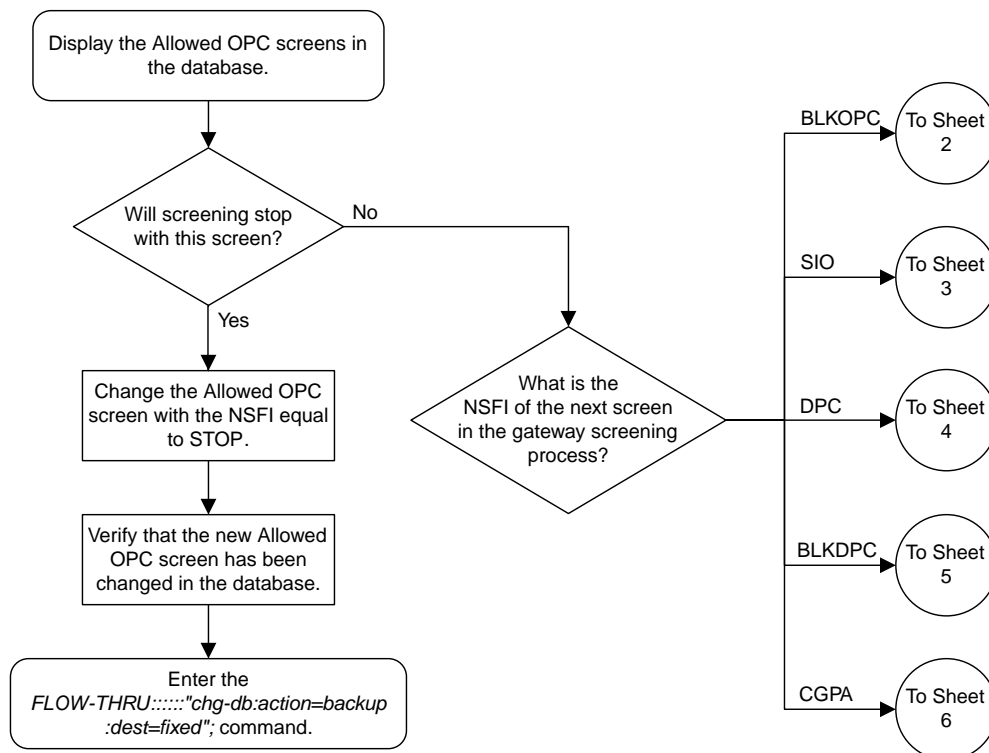 Display the Allowed OPC screens in
the database.
Will screening stop
with this screen?
No
Yes
Change the Allowed OPC
screen with the NSFI equal
to STOP.
Verify that the new Allowed
OPC screen has been
changed in the database.
Enter the
FLOW-THRU::::::"chg-db:action=backup
:dest=fixed"; command.
What is the
NSFI of the next screen
in the gateway screening
process?
BLKOPC
To Sheet
2
SIO
To Sheet
3
DPC
To Sheet
4
BLKDPC
To Sheet
5
CGPA
To Sheet
6